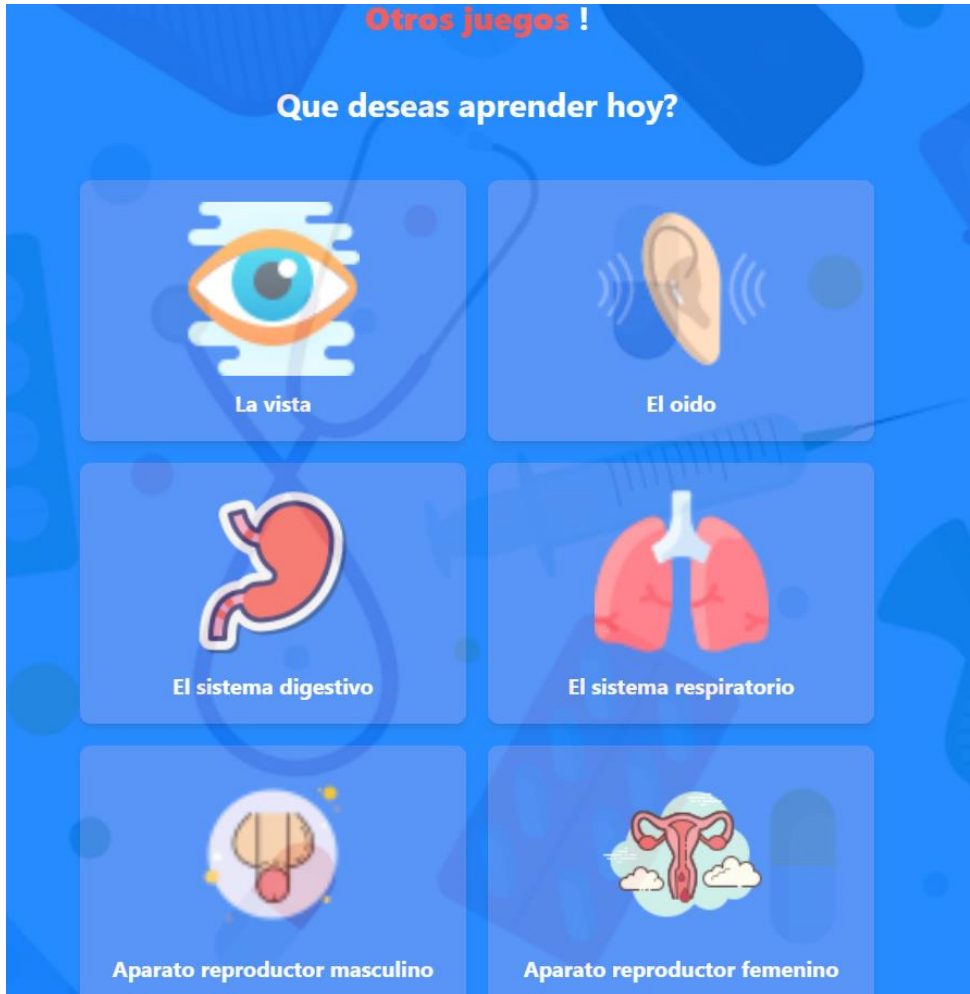 Otros juegos !
Que deseas aprender hoy?
La vista
El oido
El sistema digestivo
El sistema respiratorio
Aparato reproductor masculino
Aparato reproductor femenino